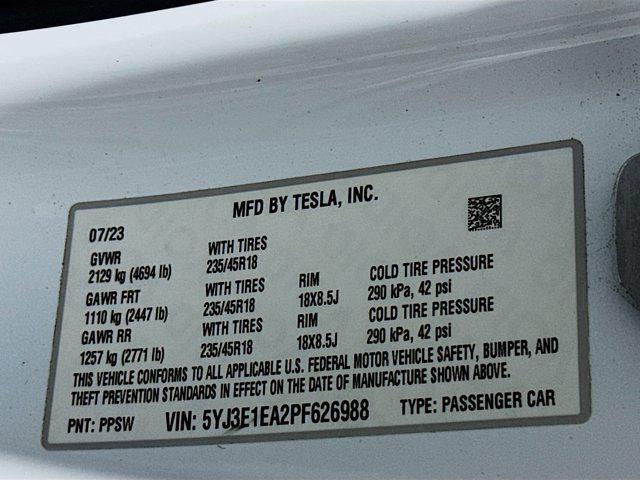 MFD BY TESLA, INC.
07/23
GVWR WITH TIRES
2129 kg (4694 lb) 235/45R18
GAWR FRT WITH TIRES RIM COLD TIRE PRESSURE
1110 kg (2447 lb) 235/45R18 18X8.5J 290 kPa, 42 psi
GAWR RR WITH TIRES RIM COLD TIRE PRESSURE
1257 kg (2771 lb) 235/45R18 18X8.5J 290 kPa, 42 psi
THIS VEHICLE CONFORMS TO ALL APPLICABLE U.S. FEDERAL MOTOR VEHICLE SAFETY, BUMPER, AND
THEFT PREVENTION STANDARDS IN EFFECT ON THE DATE OF MANUFACTURE SHOWN ABOVE.
PNT: PPSW VIN: 5YJ3E1EA2PF626988 TYPE: PASSENGER CAR